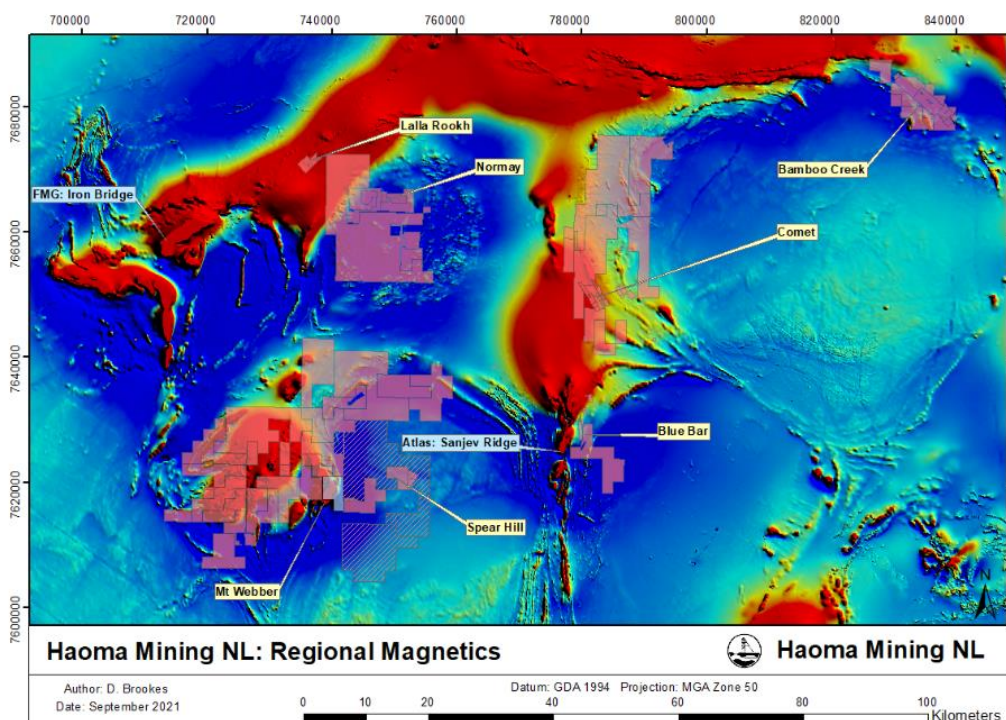 700000 720000 740000 760000 780000 800000 820000 840000
7680000
7660000
7640000
7620000
7600000
Lalla Rookh
Normay
Bamboo Creek
FMG: Iron Bridge
Comet
Blue Bar
Atlas: Sanjev Ridge
Spear Hill
Mt Webber
N
Haoma Mining NL: Regional Magnetics
Haoma Mining NL
Author: D. Brookes
Date: September 2021
Datum: GDA 1994 Projection: MGA Zone 50
0 10 20 40 60 80 100
Kilometers